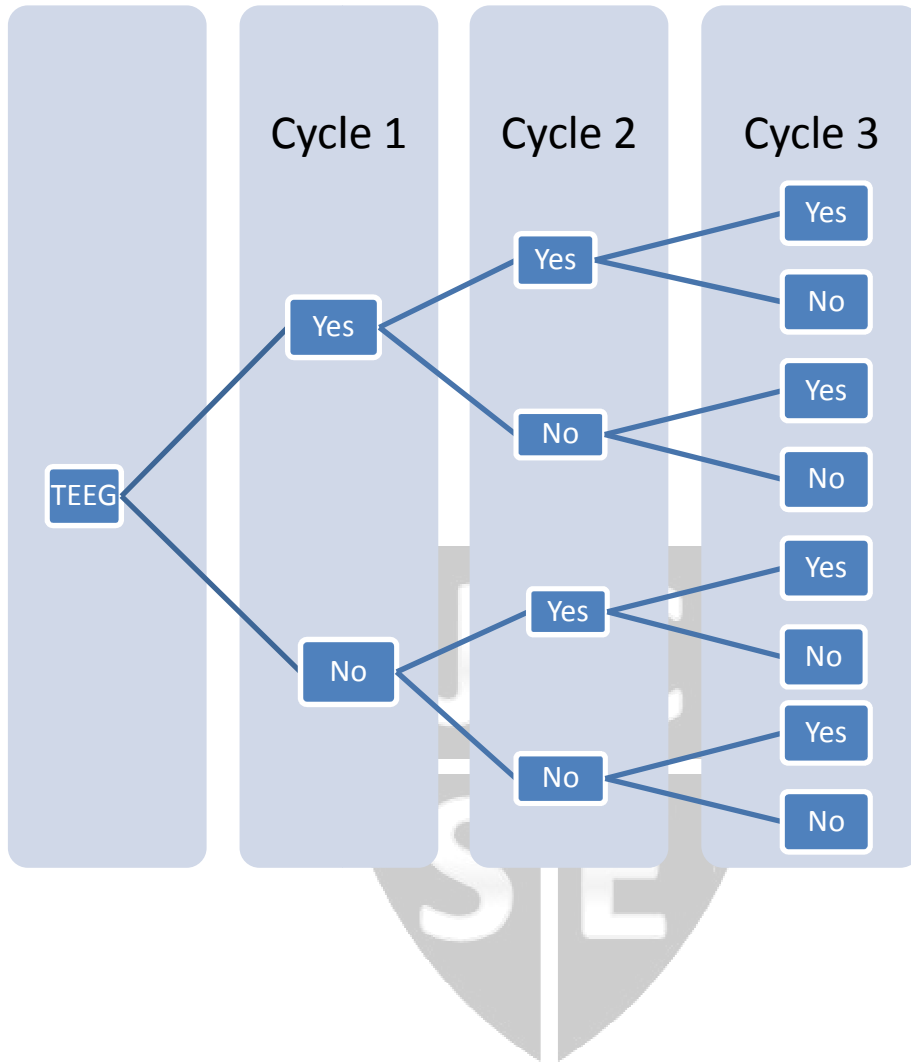 Cycle 1
Cycle 2
Cycle 3
TEEG
Yes
No
Yes
No
Yes
No
Yes
No
Yes
No
Yes
No
Yes
No
S E